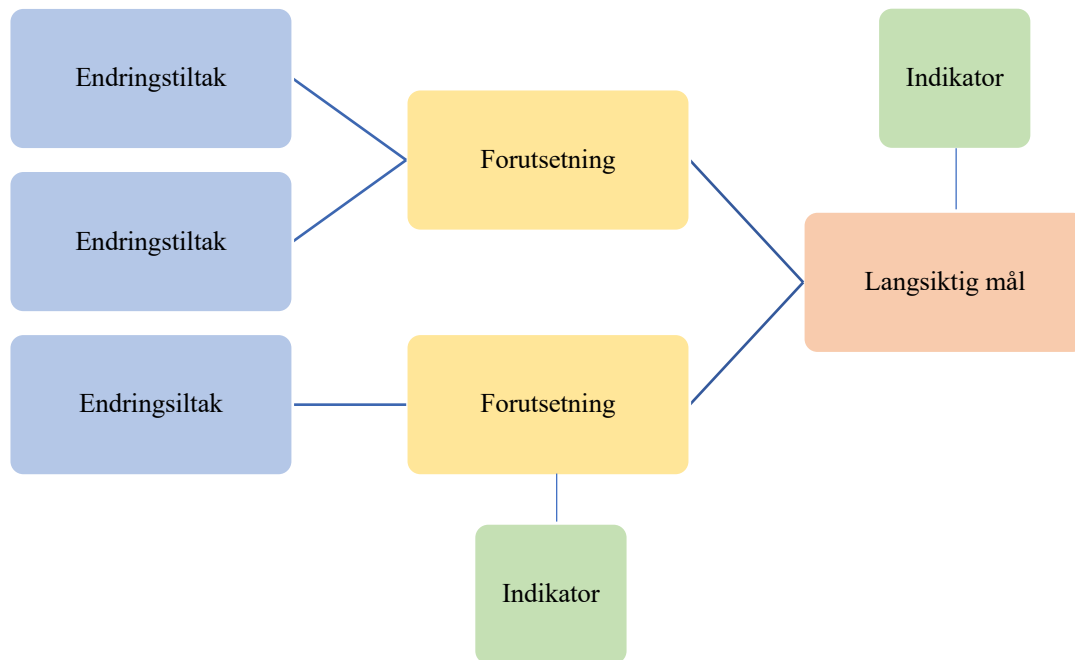 Endringstiltak
Indikator
Forutsetning
Endringstiltak
Langsiktig mål
Endringsiltak
Forutsetning
Indikator